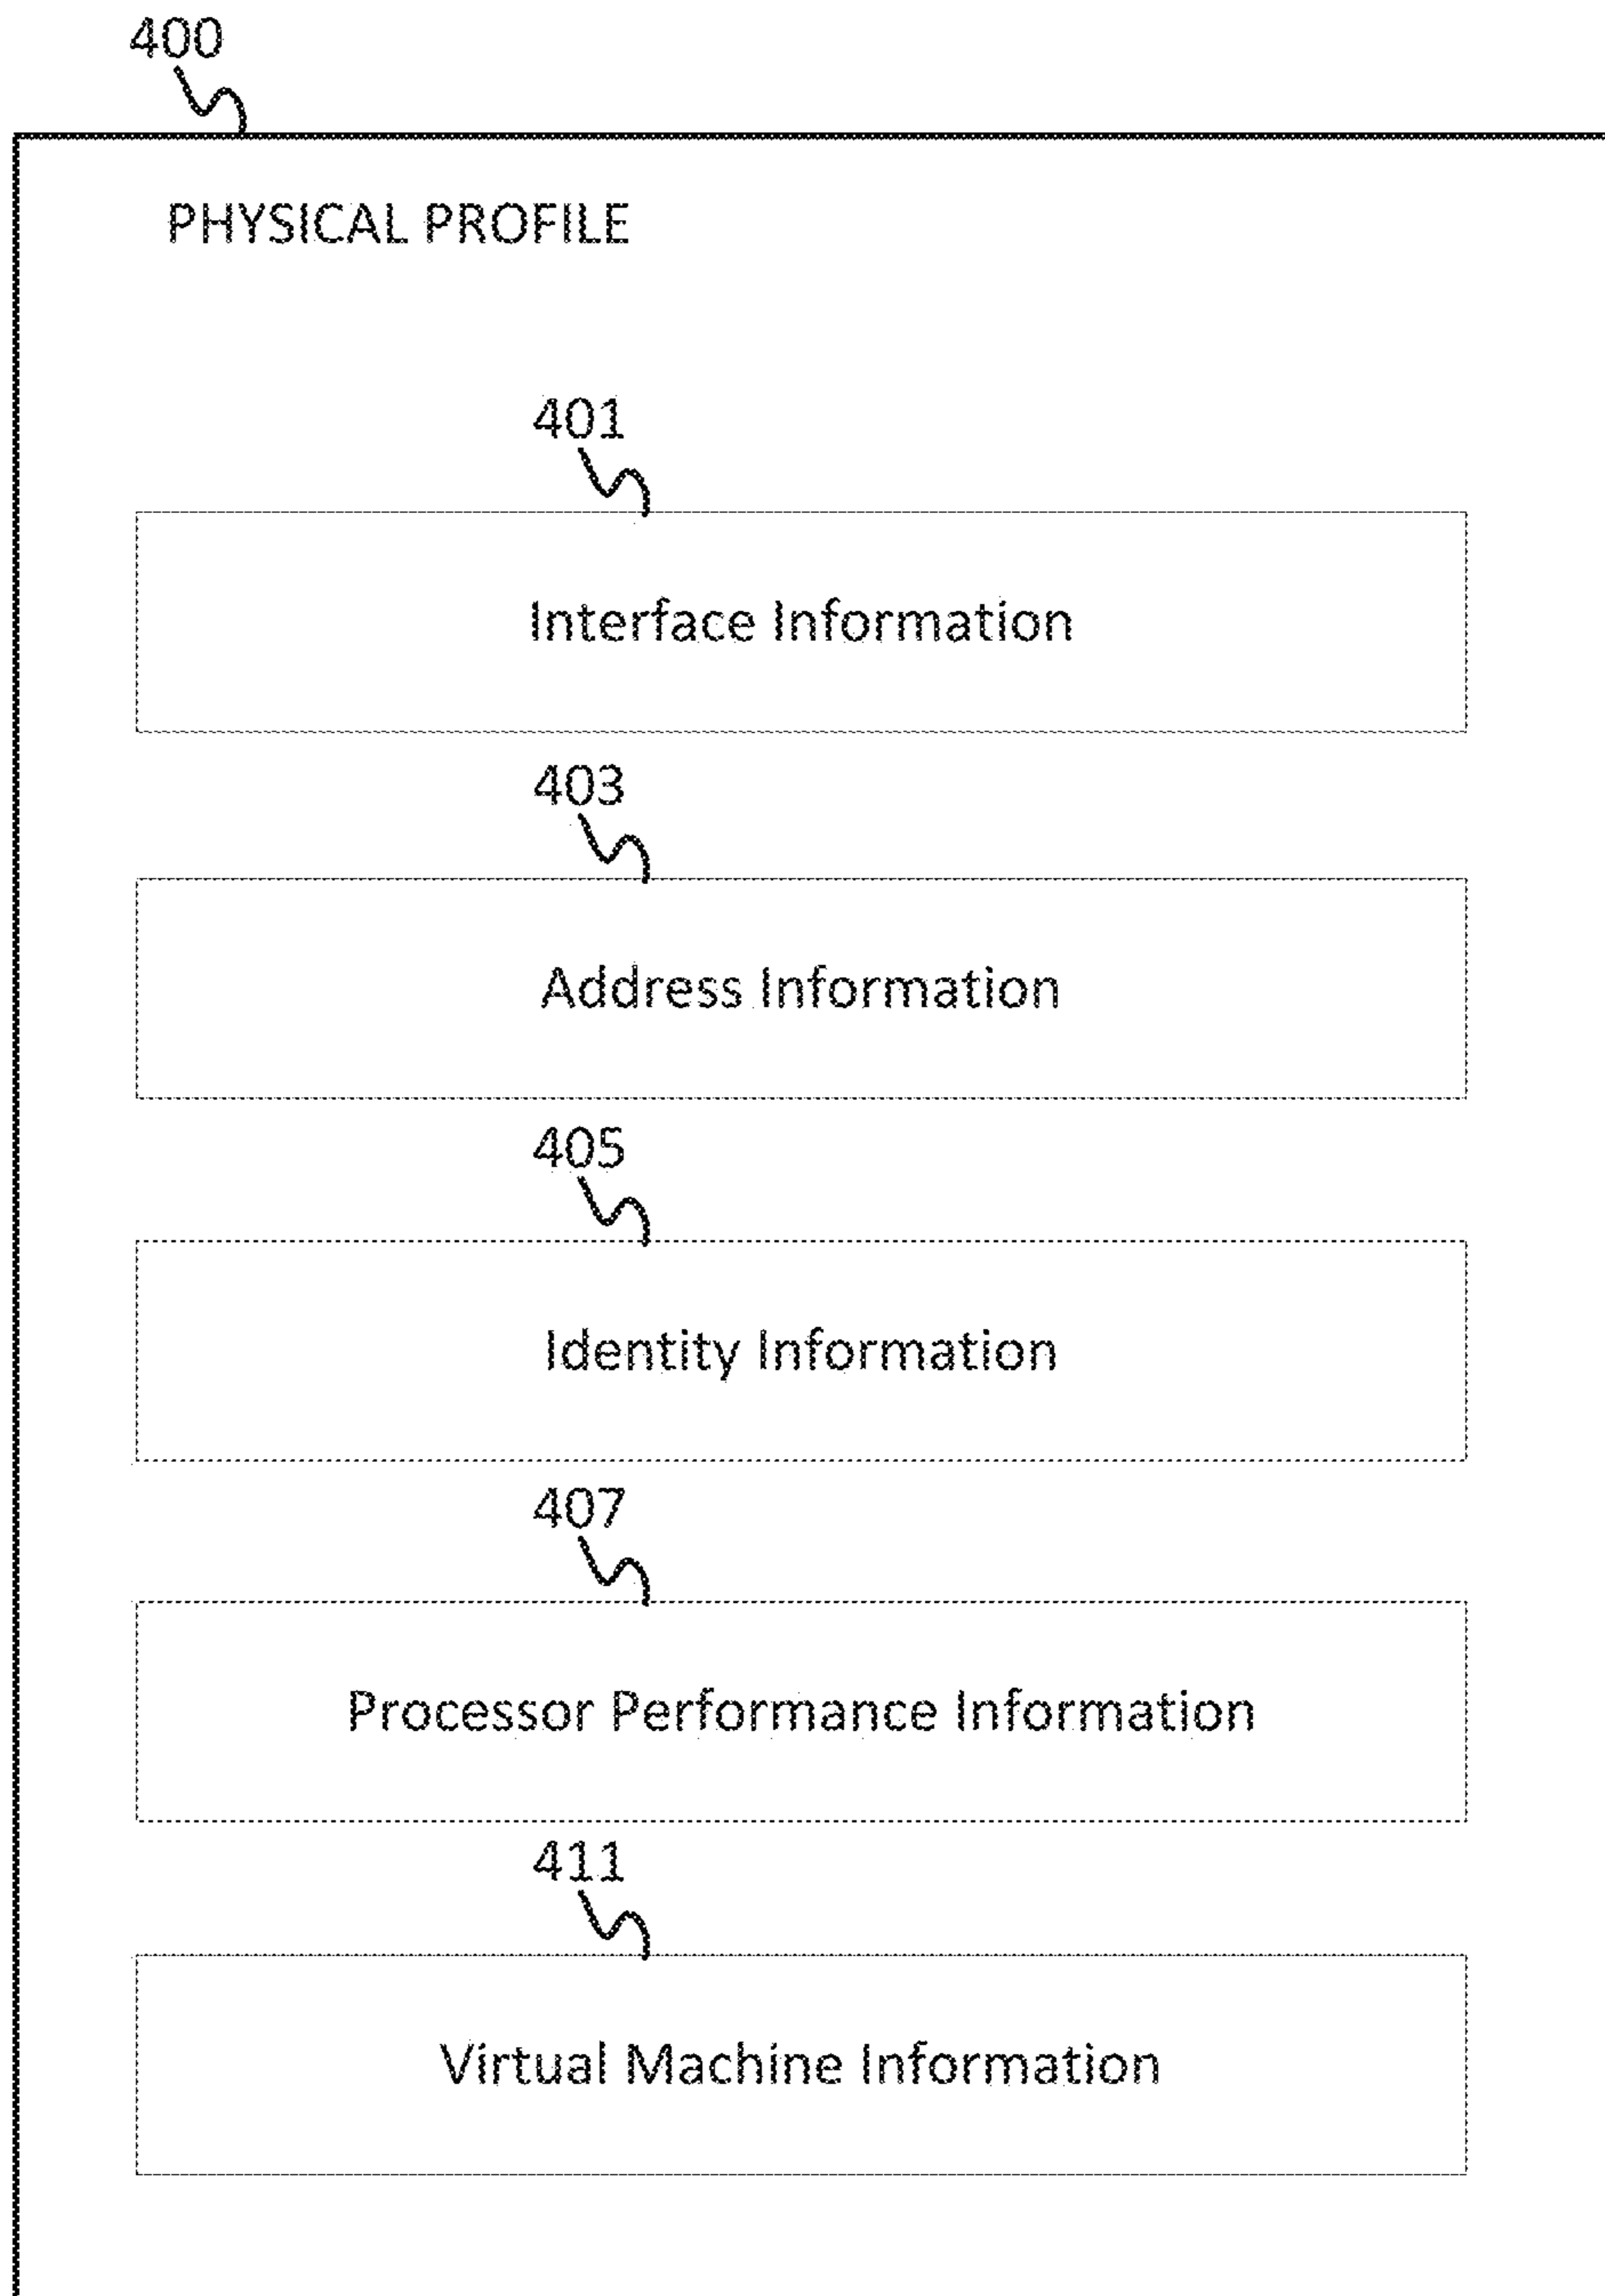 400
PHYSICAL PROFILE
401
Interface Information
403
Address Information
405
Identity Information
407
Processor Performance Information
411
Virtual Machine Information